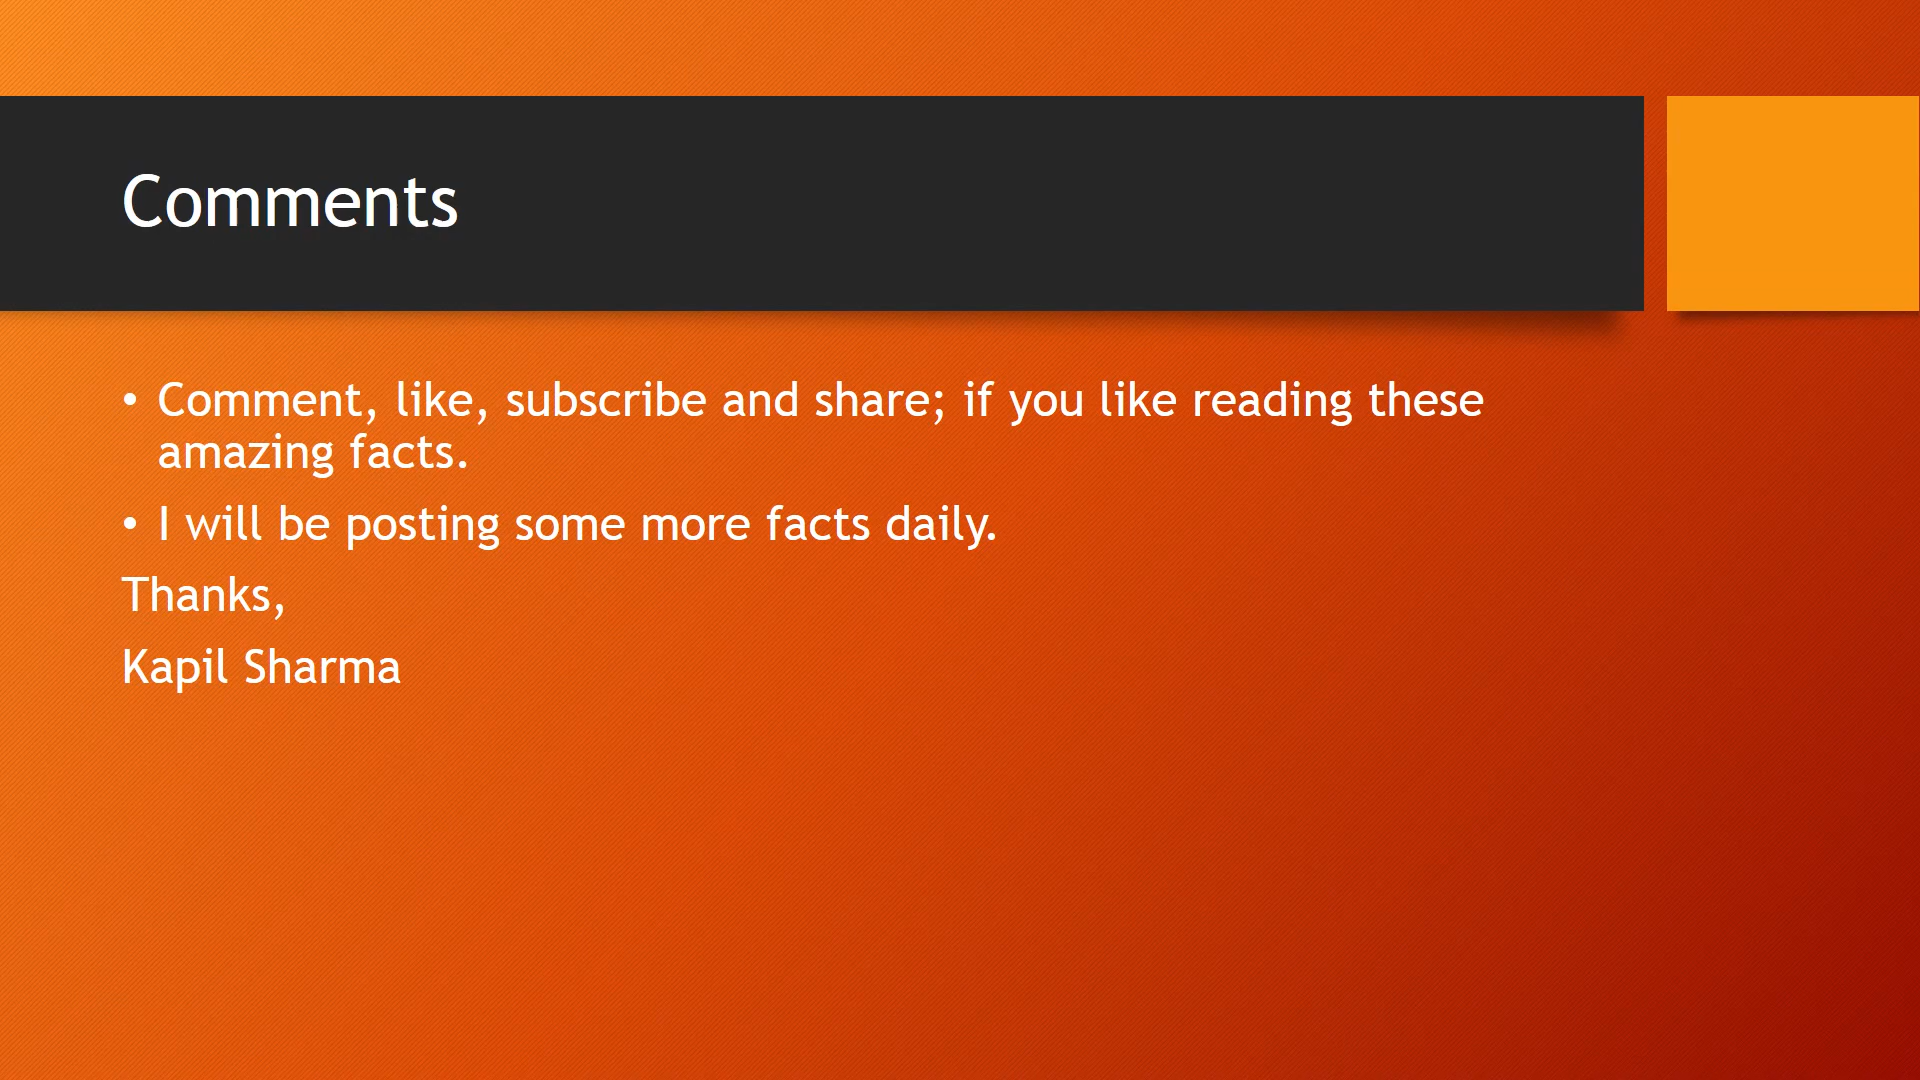 Comments
• Comment, like, subscribe and share; if you like reading these
amazing facts.
• I will be posting some more facts daily.
Thanks,
Kapil Sharma